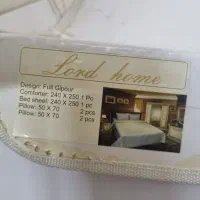 Lord home
Design: Full Gipour
Comforter: 240 X 250 1 Pc
Bed sheet: 240 X 250 1 pc
Pillow: 50 X 70 2 pcs
Pillow: 50 X 70 2 pcs